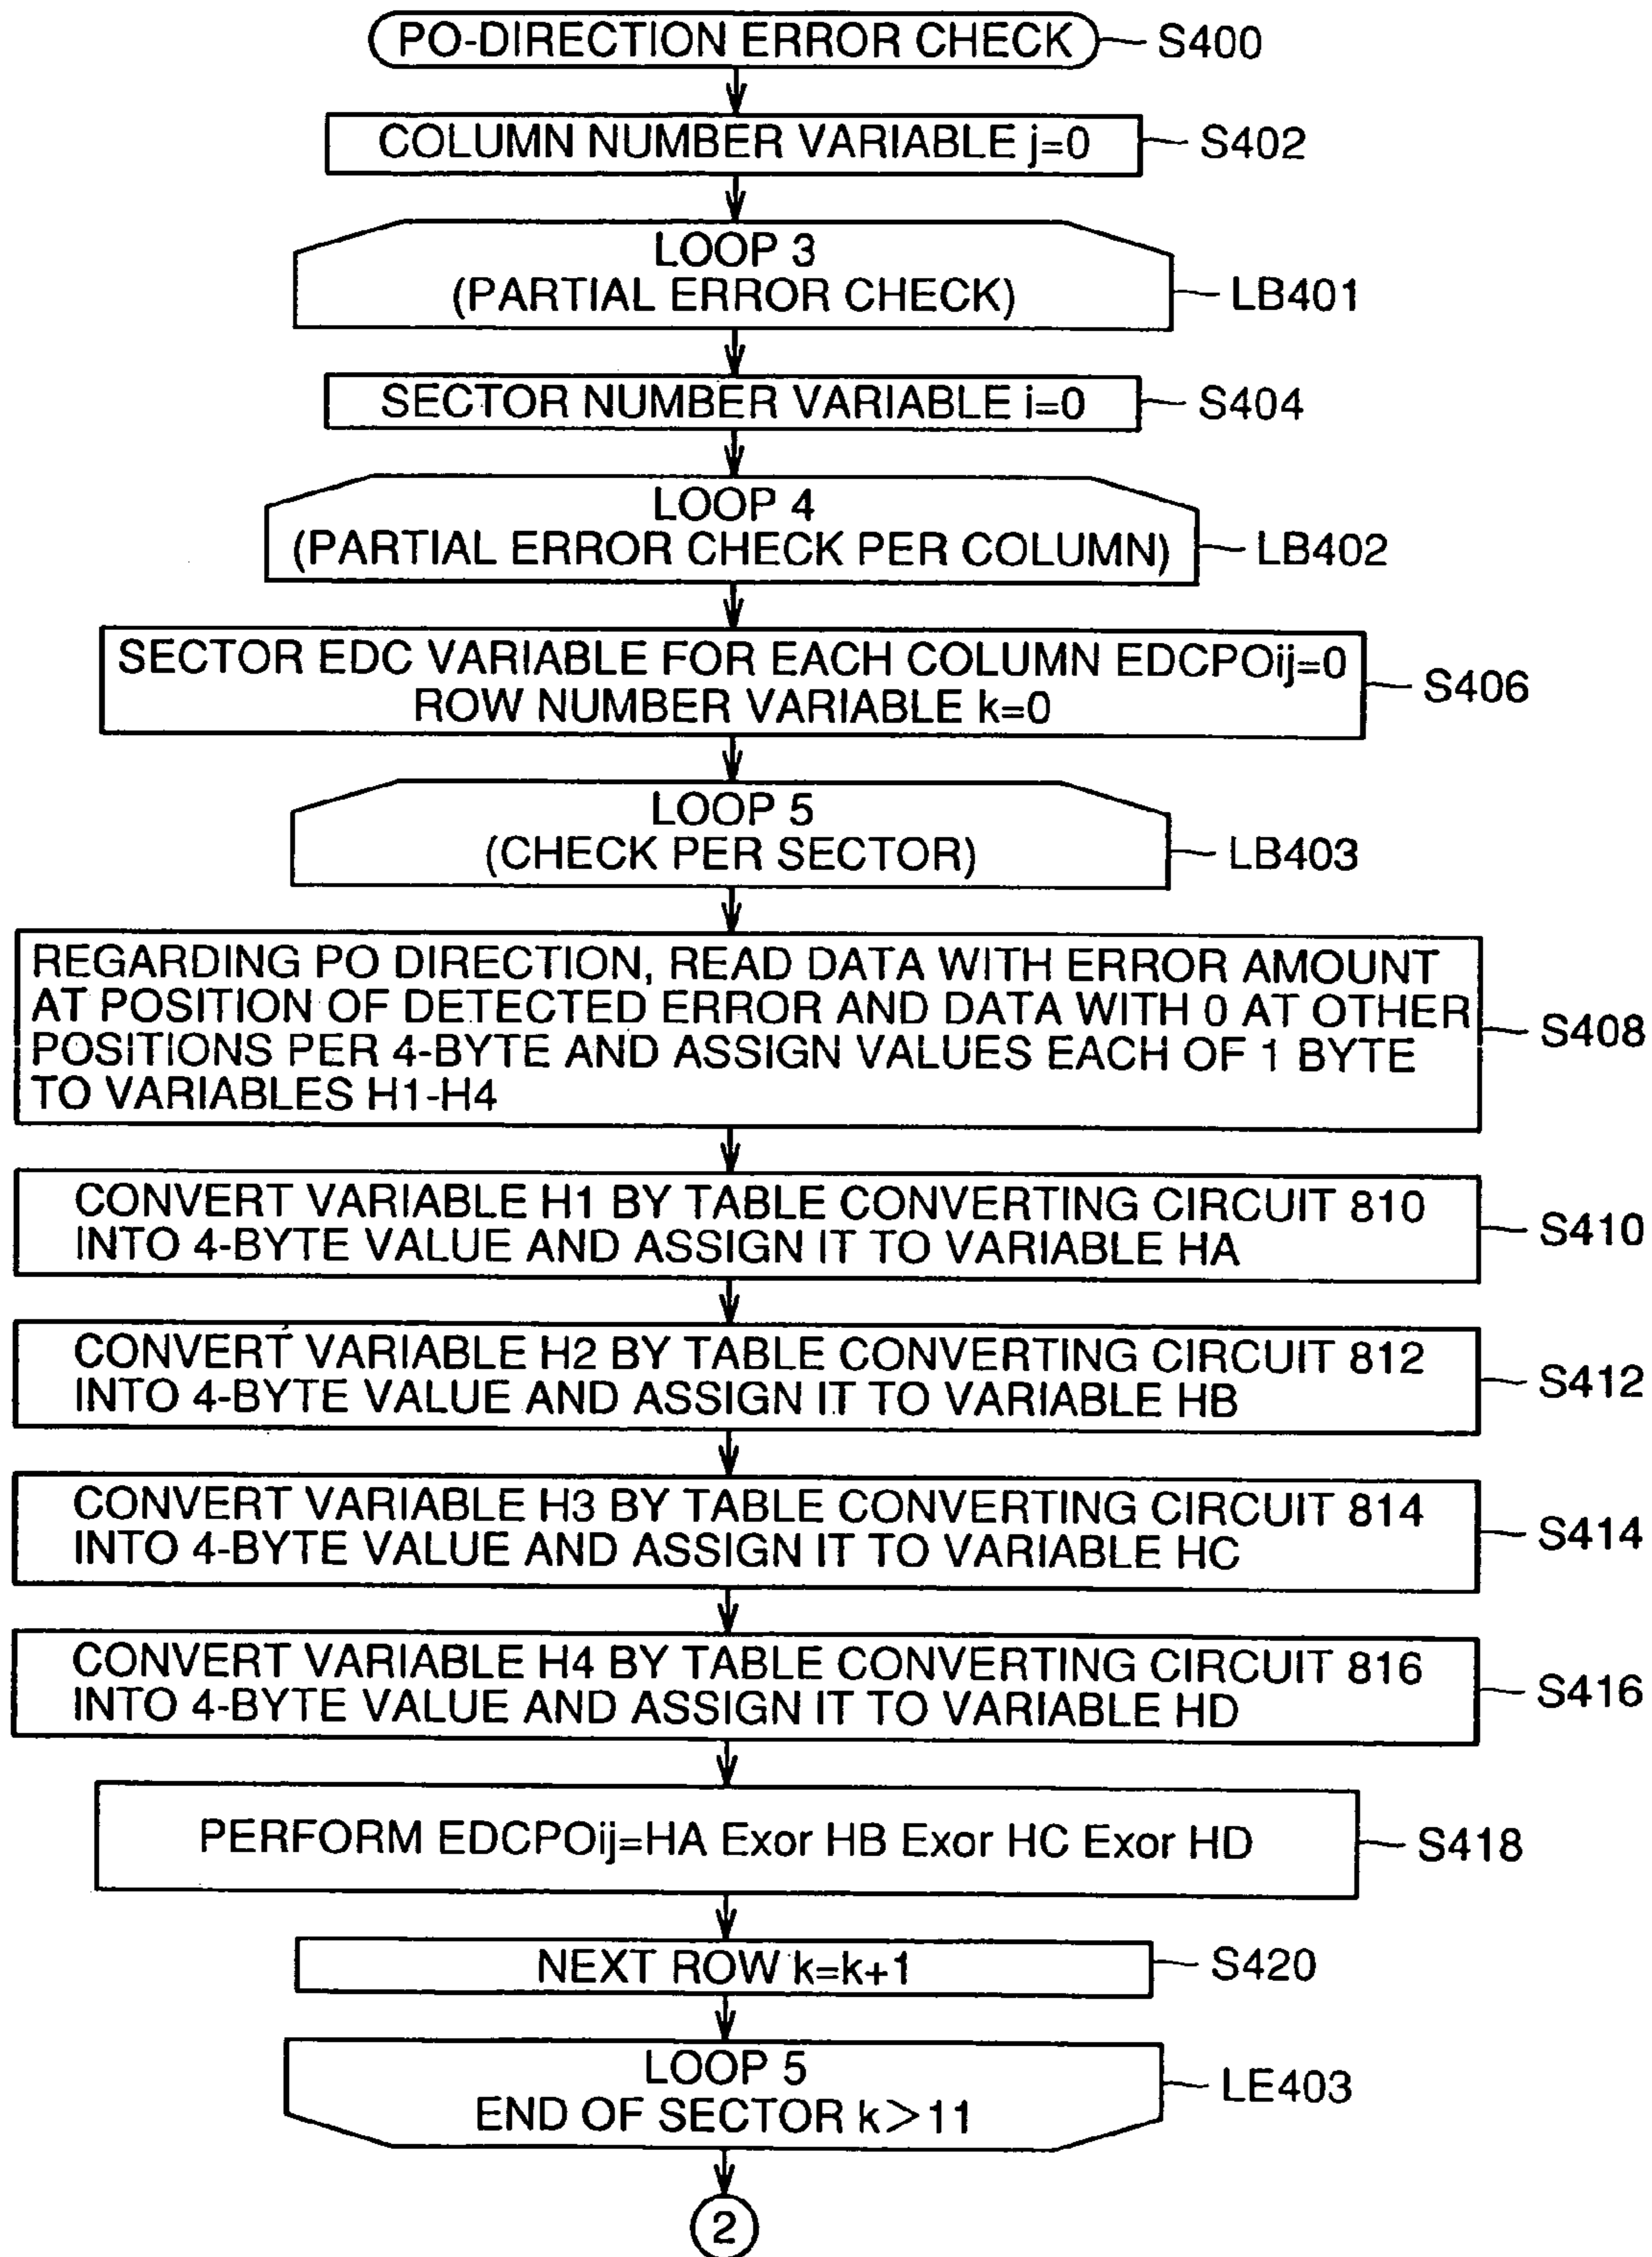 PO-DIRECTION ERROR CHECK S400
COLUMN NUMBER VARIABLE j=0 S402
LOOP 3
(PARTIAL ERROR CHECK) LB401
SECTOR NUMBER VARIABLE i=0 S404
LOOP 4
(PARTIAL ERROR CHECK PER COLUMN) LB402
SECTOR EDC VARIABLE FOR EACH COLUMN EDCPOij=0
ROW NUMBER VARIABLE k=0 S406
LOOP 5
(CHECK PER SECTOR) LB403
REGARDING PO DIRECTION, READ DATA WITH ERROR AMOUNT
AT POSITION OF DETECTED ERROR AND DATA WITH 0 AT OTHER
POSITIONS PER 4-BYTE AND ASSIGN VALUES EACH OF 1 BYTE
TO VARIABLES H1-H4
S408
CONVERT VARIABLE H1 BY TABLE CONVERTING CIRCUIT 810
INTO 4-BYTE VALUE AND ASSIGN IT TO VARIABLE HA
S410
CONVERT VARIABLE H2 BY TABLE CONVERTING CIRCUIT 812
INTO 4-BYTE VALUE AND ASSIGN IT TO VARIABLE HB
S412
CONVERT VARIABLE H3 BY TABLE CONVERTING CIRCUIT 814
INTO 4-BYTE VALUE AND ASSIGN IT TO VARIABLE HC
S414
CONVERT VARIABLE H4 BY TABLE CONVERTING CIRCUIT 816
INTO 4-BYTE VALUE AND ASSIGN IT TO VARIABLE HD
S416
PERFORM EDCPOij=HA Exor HB Exor HC Exor HD S418
NEXT ROW k=k+1 S420
LOOP 5
END OF SECTOR k>11 LE403
2